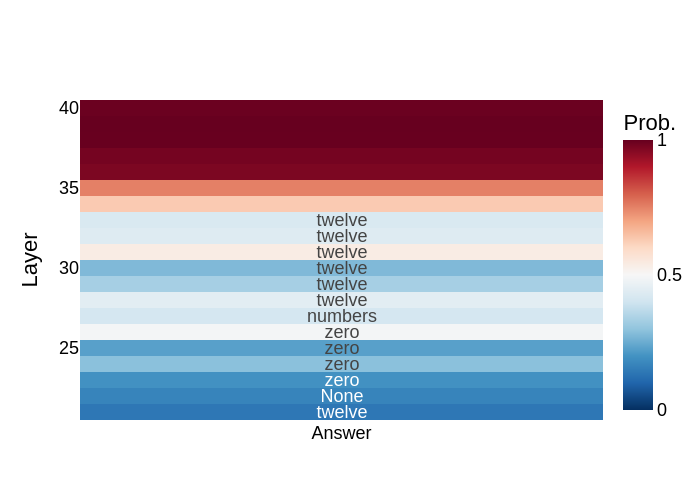 Prob.
1
0.5
0
Layer
40
35
30
25
twelve
twelve
twelve
twelve
twelve
twelve
numbers
zero
zero
zero
zero
None
twelve
Answer